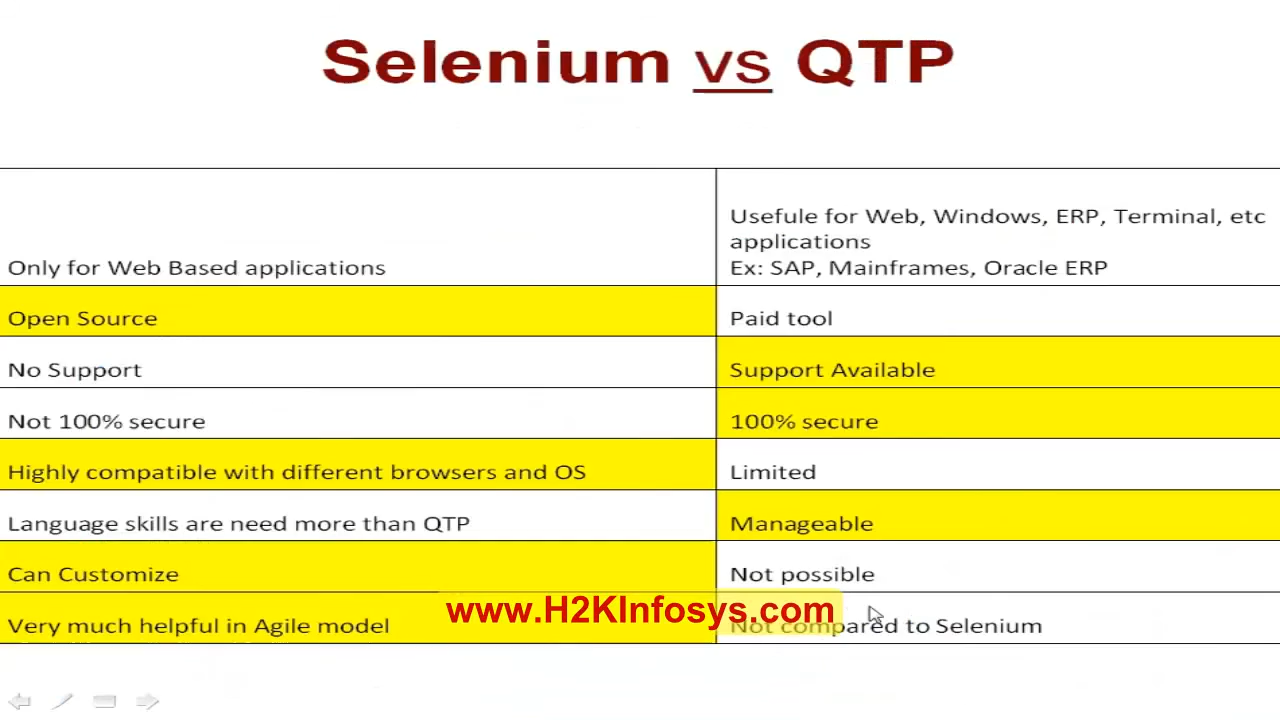 Selenium vs QTP
Only for Web Based applications
Usefule for Web, Windows, ERP, Terminal, etc
applications
Ex: SAP, Mainframes, Oracle ERP
Open Source
Paid tool
No Support
Support Available
Not 100% secure
100% secure
Highly compatible with different browsers and OS
Limited
Language skills are need more than QTP
Manageable
Can Customize
Not possible
Very much helpful in Agile model
Not compared to Selenium
www.H2KInfosys.com